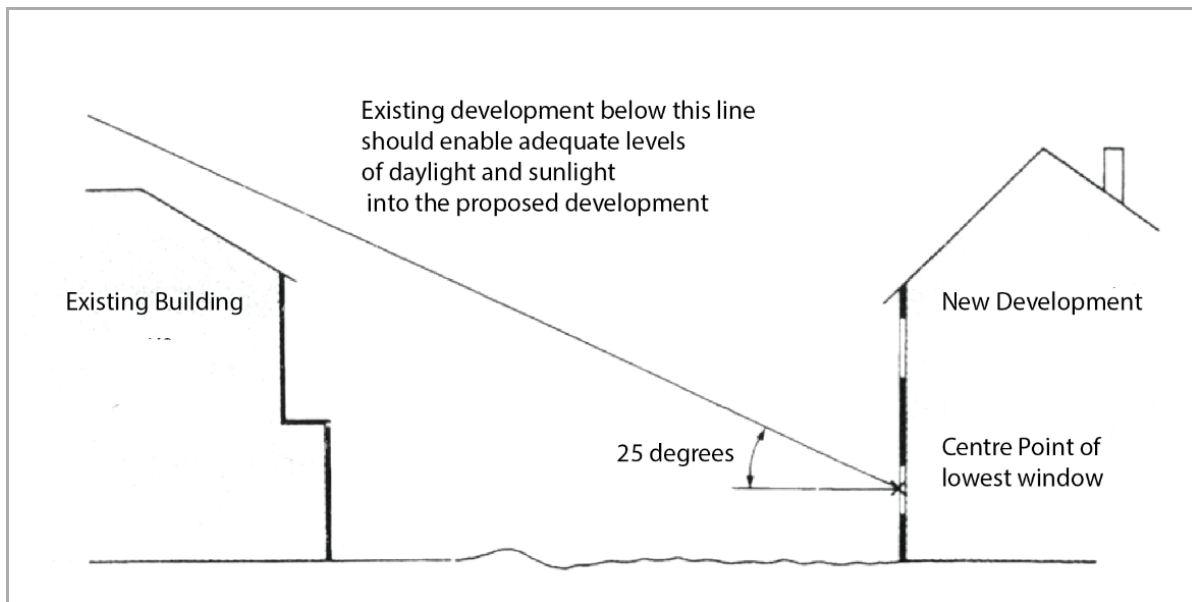 Existing development below this line
should enable adequate levels
of daylight and sunlight
into the proposed development
Existing Building
New Development
25 degrees
Centre Point of
lowest window